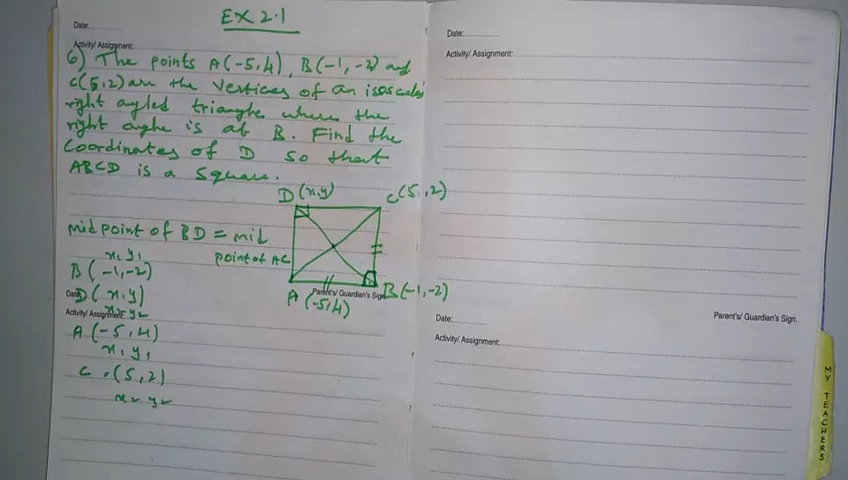 EX 2.1
Date:
Activity/ Assignment:
6) The points A(-5,4), B(-1,-2) and
C(5,2) are the vertices of an isosceles
right angled triangle where the
right angle is at B. Find the
Coordinates of D so that
ABCD is a Square.
D(x,y)
C(5,2)
mid point of BD = mid
point of AC
x1 y1
B(-1,-2)
D(x,y)
x2 y2
A(-5,4)
x1 y1
C (5,2)
x2 y2
A(-5,4)
B(-1,-2)
Parent's/ Guardian's Sign.
Date:
Activity/ Assignment:
Date:
Activity/ Assignment:
Parent's/ Guardian's Sign.
Date:
Activity/ Assignment:
MY TEACHERS